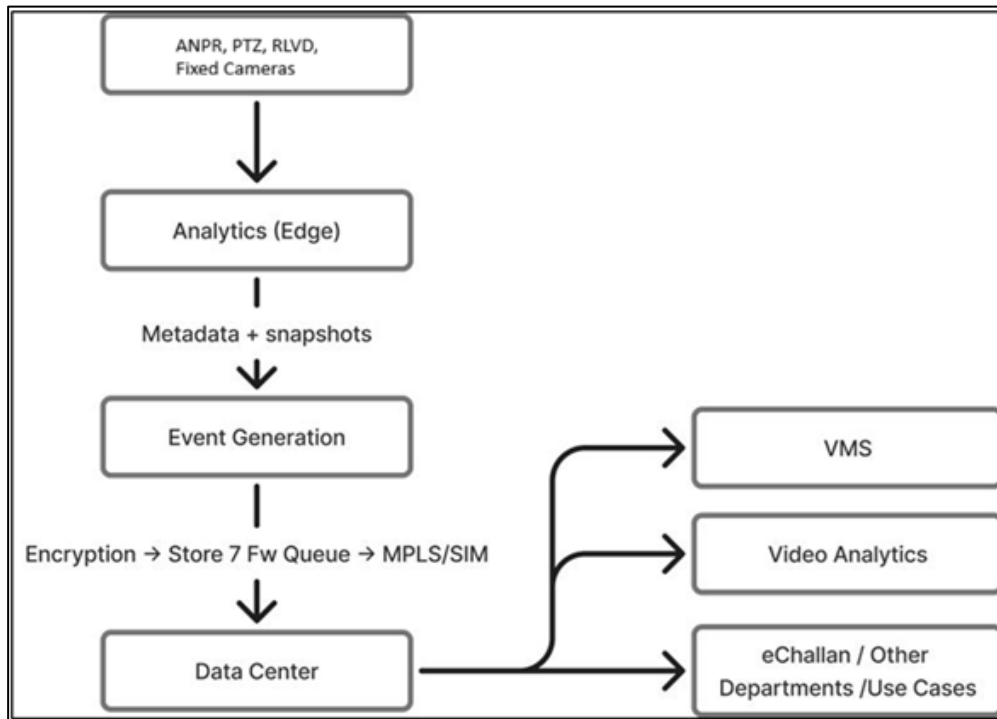 ANPR, PTZ, RLVD,
Fixed Cameras
Analytics (Edge)
Metadata + snapshots
Event Generation
Encryption → Store 7 Fw Queue → MPLS/SIM
Data Center
VMS
Video Analytics
eChallan / Other
Departments /Use Cases